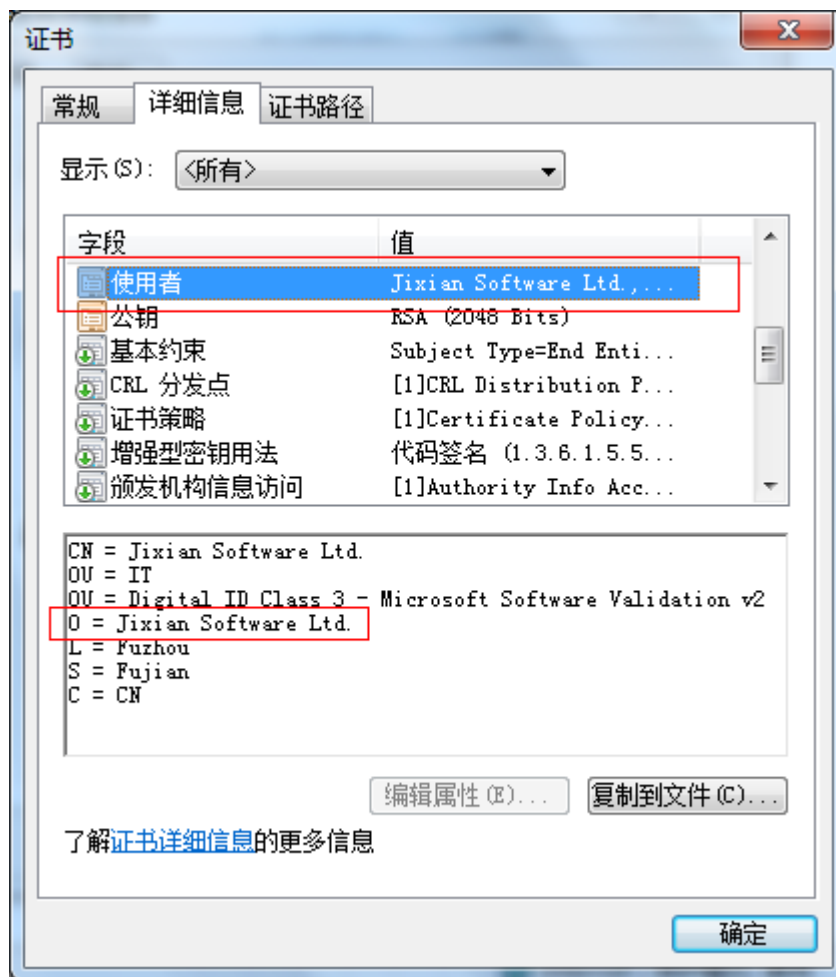 证书
常规 详细信息 证书路径
显示(S): <所有>
字段 值
使用者 Jixian Software Ltd.,...
公钥 RSA (2048 Bits)
基本约束 Subject Type=End Enti...
CRL 分发点 [1]CRL Distribution P...
证书策略 [1]Certificate Policy...
增强型密钥用法 代码签名 (1.3.6.1.5.5...
颁发机构信息访问 [1]Authority Info Acc...
CN = Jixian Software Ltd.
OU = IT
OU = Digital ID Class 3 - Microsoft Software Validation v2
O = Jixian Software Ltd.
L = Fuzhou
S = Fujian
C = CN
编辑属性(E)... 复制到文件(C)...
了解证书详细信息的更多信息
确定